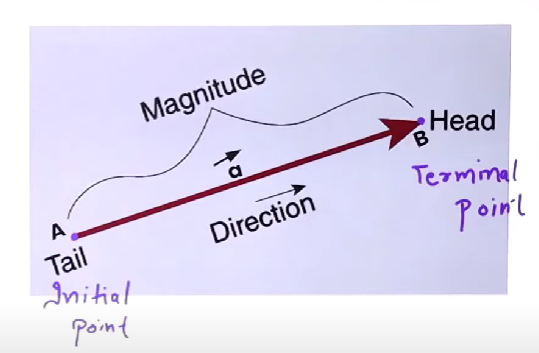 Magnitude
B Head
a
Terminal
Point
Direction
A
Tail
Initial
Point